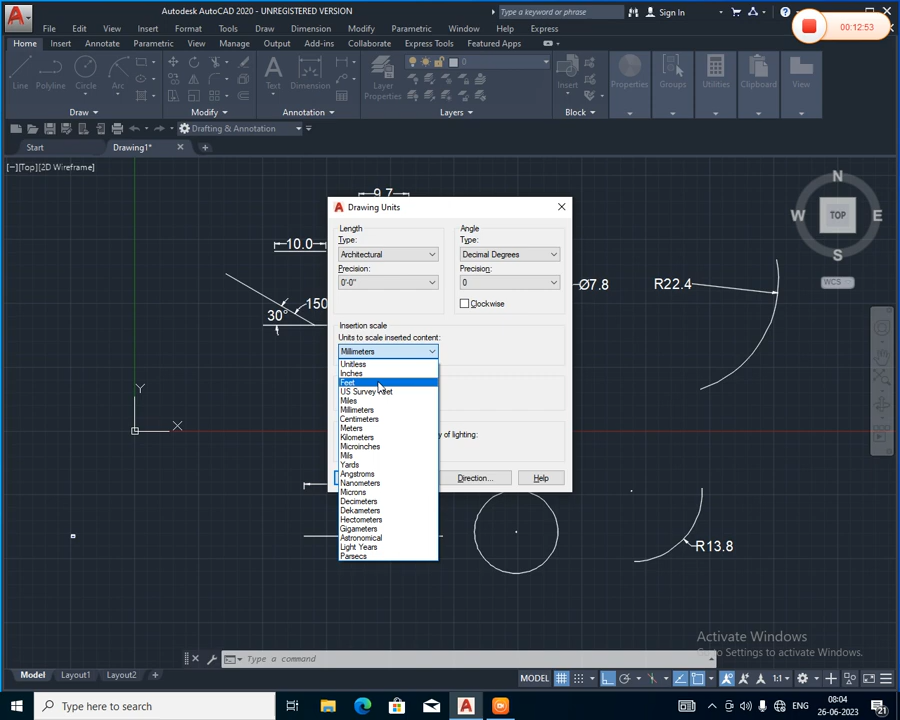 Autodesk AutoCAD 2020 - UNREGISTERED VERSION
Type a keyword or phrase
Sign In
00:12:53
File Edit View Insert Format Tools Draw Dimension Modify Parametric Window Help Express
Home Insert Annotate Parametric View Manage Output Add-ins Collaborate Express Tools Featured Apps
Line Polyline Circle Arc Text Dimension Layer Properties Insert Properties Groups Utilities Clipboard View
0
Draw Modify Annotation Layers Block
Drafting & Annotation
Start Drawing1*
[−][Top][2D Wireframe]
N
W TOP E
S
WCS
9.7
10.0
150
30°
Ø7.8
R22.4
R13.8
Y
X
Drawing Units
Length
Type:
Architectural
Precision:
0'-0"
Angle
Type:
Decimal Degrees
Precision:
0
Clockwise
Insertion scale
Units to scale inserted content:
Millimeters
Unitless
Inches
Feet
US Survey Feet
Miles
Millimeters
Centimeters
Meters
Kilometers
Microinches
Mils
Yards
Angstroms
Nanometers
Microns
Decimeters
Dekameters
Hectometers
Gigameters
Astronomical
Light Years
Parsecs
y of lighting:
Direction... Help
Activate Windows
Go to Settings to activate Windows.
Type a command
Model Layout1 Layout2
MODEL 1:1
Type here to search
ENG
08:04
26-06-2023
21